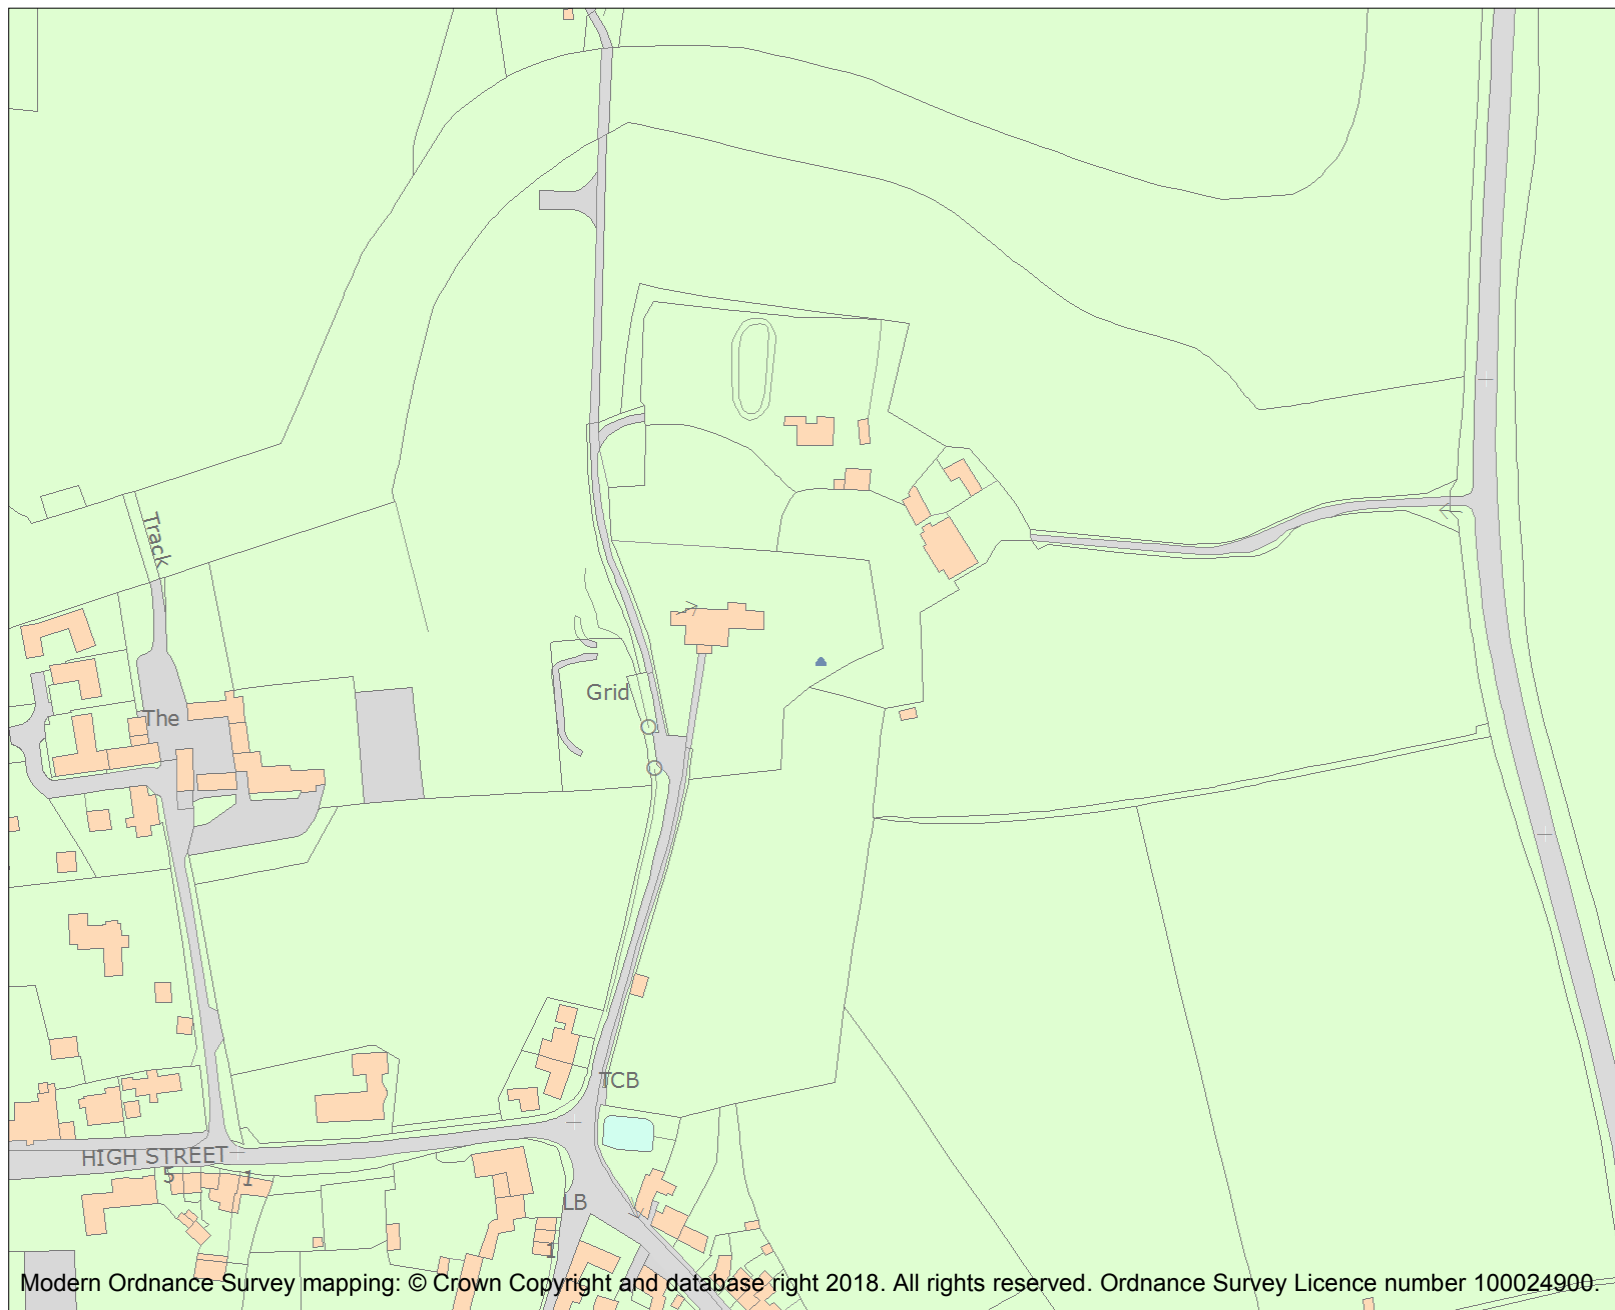 Track
Grid
The
TCB
HIGH STREET
5
1
LB
1
Modern Ordnance Survey mapping: © Crown Copyright and database right 2018. All rights reserved. Ordnance Survey Licence number 100024900.